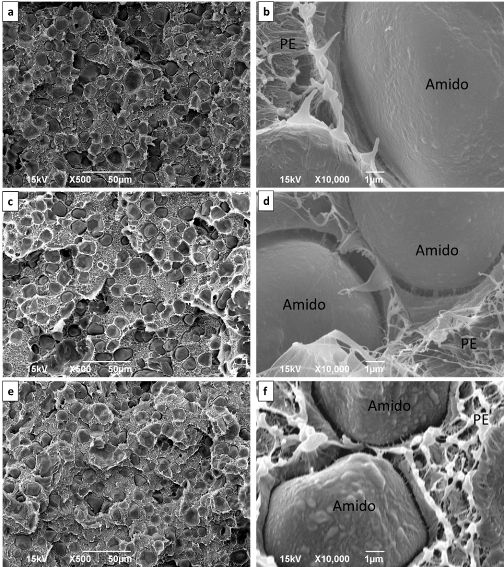 a
15kV X500 50µm
b
PE
Amido
15kV X10,000 1µm
c
15kV X500 50µm
d
Amido
Amido
PE
15kV X10,000 1µm
e
15kV X500 50µm
f
Amido
PE
Amido
15kV X10,000 1µm